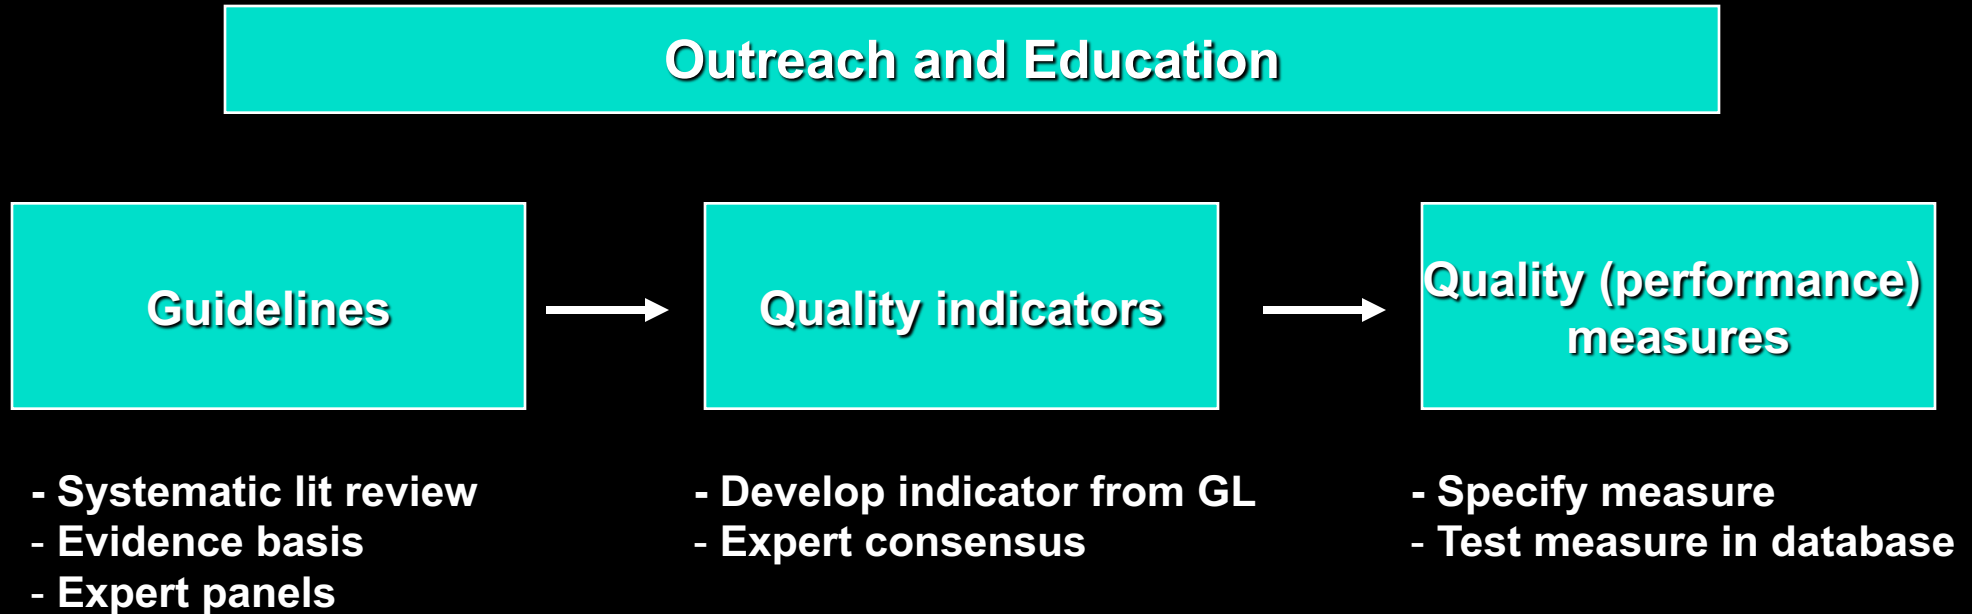 Outreach and Education
Guidelines
Quality indicators
Quality (performance)
measures
- Systematic lit review
- Evidence basis
- Expert panels
- Develop indicator from GL
- Expert consensus
- Specify measure
- Test measure in database